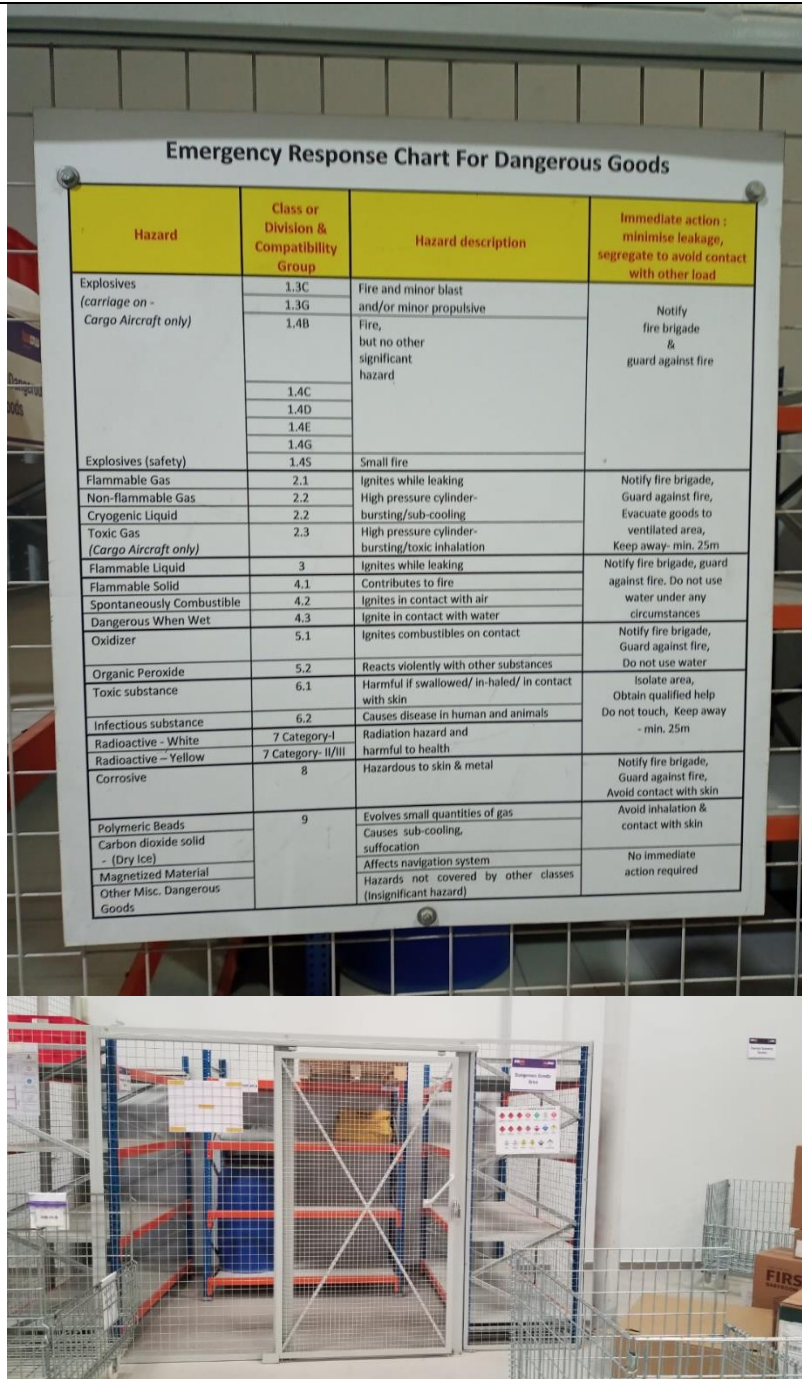 Emergency Response Chart For Dangerous Goods
Hazard
Class or
Division &
Compatibility
Group
Hazard description
Immediate action :
minimise leakage,
segregate to avoid contact
with other load
Explosives
(carriage on -
Cargo Aircraft only)
1.3C
1.3G
1.4B
Fire and minor blast
and/or minor propulsive
Fire,
but no other
significant
hazard
Notify
fire brigade
&
guard against fire
1.4C
1.4D
1.4E
1.4G
Explosives (safety)
1.4S
Small fire
Flammable Gas
2.1
Ignites while leaking
Non-flammable Gas
2.2
High pressure cylinder-
Cryogenic Liquid
2.2
bursting/sub-cooling
Toxic Gas
(Cargo Aircraft only)
2.3
High pressure cylinder-
bursting/toxic inhalation
Notify fire brigade,
Guard against fire,
Evacuate goods to
ventilated area,
Keep away- min. 25m
Flammable Liquid
3
Ignites while leaking
Flammable Solid
4.1
Contributes to fire
Spontaneously Combustible
4.2
Ignites in contact with air
Dangerous When Wet
4.3
Ignite in contact with water
Notify fire brigade, guard
against fire. Do not use
water under any
circumstances
Oxidizer
5.1
Ignites combustibles on contact
Organic Peroxide
5.2
Reacts violently with other substances
Notify fire brigade,
Guard against fire,
Do not use water
Toxic substance
6.1
Harmful if swallowed/ in-haled/ in contact
with skin
Infectious substance
6.2
Causes disease in human and animals
Radioactive - White
7 Category-I
Radioactive – Yellow
7 Category- II/III
Radiation hazard and
harmful to health
Isolate area,
Obtain qualified help
Do not touch, Keep away
- min. 25m
Corrosive
8
Hazardous to skin & metal
Notify fire brigade,
Guard against fire,
Avoid contact with skin
Polymeric Beads
9
Evolves small quantities of gas
Carbon dioxide solid
- (Dry Ice)
Causes sub-cooling,
suffocation
Avoid inhalation &
contact with skin
Magnetized Material
Affects navigation system
Other Misc. Dangerous
Goods
Hazards not covered by other classes
(Insignificant hazard)
No immediate
action required
Dangerous Goods
FIRS